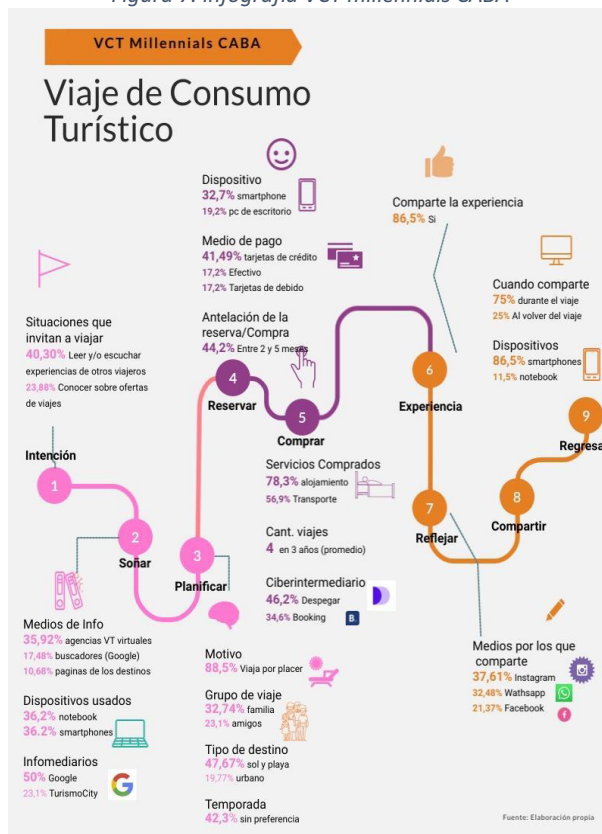 Figura 7. Infografía VCT Millennials CABA
VCT Millennials CABA
Viaje de Consumo
Turístico
Dispositivo
32,7% smartphone
19,2% pc de escritorio
Medio de pago
41,49% tarjetas de crédito
17,2% Efectivo
17,2% Tarjetas de debido
Antelación de la
reserva/Compra
44,2% Entre 2 y 5 meses
Comparte la experiencia
86,5% Si
Cuando comparte
75% durante el viaje
25% Al volver del viaje
Dispositivos
86,5% smartphones
11,5% notebook
Situaciones que
invitan a viajar
40,30% Leer y/o escuchar
experiencias de otros viajeros
23,88% Conocer sobre ofertas
de viajes
Intención
1
2
Soñar
3
Planificar
4
Reservar
5
Comprar
6
Experiencia
7
Reflejar
8
Compartir
9
Regresa
Servicios Comprados
78,3% alojamiento
56,9% Transporte
Cant. viajes
4 en 3 años (promedio)
Ciberintermediario
46,2% Despegar
34,6% Booking
B.
Medios de Info
35,92% agencias VT virtuales
17,48% buscadores (Google)
10,68% paginas de los destinos
Dispositivos usados
36,2% notebook
36.2% smartphones
Infomediarios
50% Google
23,1% TurismoCity
G
Motivo
88,5% Viaja por placer
Grupo de viaje
32,74% familia
23,1% amigos
Tipo de destino
47,67% sol y playa
19,77% urbano
Temporada
42,3% sin preferencia
Medios por los que
comparte
37,61% Instagram
32,48% Wathsapp
21,37% Facebook
f
Fuente: Elaboración propia